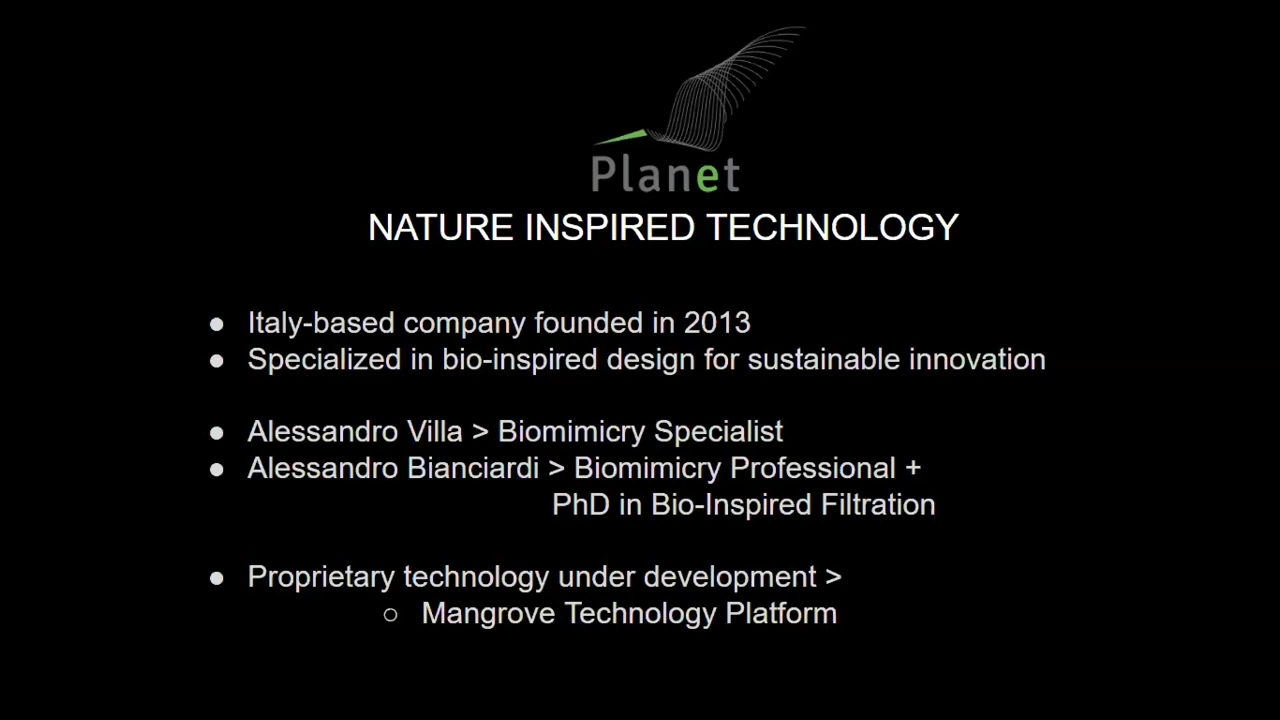 Planet
NATURE INSPIRED TECHNOLOGY
● Italy-based company founded in 2013
● Specialized in bio-inspired design for sustainable innovation
● Alessandro Villa > Biomimicry Specialist
● Alessandro Bianciardi > Biomimicry Professional +
PhD in Bio-Inspired Filtration
● Proprietary technology under development >
○ Mangrove Technology Platform